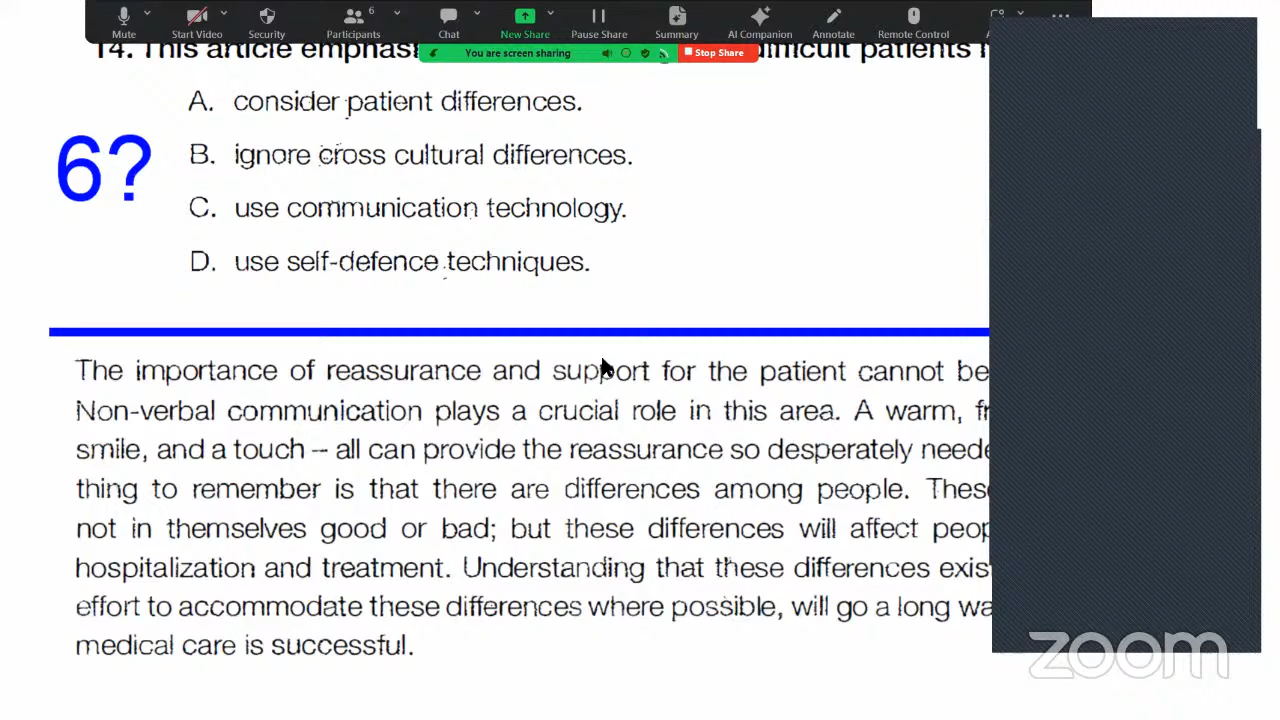 Mute Start Video Security Participants 6 Chat New Share Pause Share Summary AI Companion Annotate Remote Control
You are screen sharing Stop Share
14. This article difficult patients
A. consider patient differences.
6?
B. ignore cross cultural differences.
C. use communication technology.
D. use self-defence techniques.
The importance of reassurance and support for the patient cannot be
Non-verbal communication plays a crucial role in this area. A warm,
smile, and a touch – all can provide the reassurance so desperately
thing to remember is that there are differences among people.
not in themselves good or bad; but these differences will affect
hospitalization and treatment. Understanding that these differences
effort to accommodate these differences where possible, will go a long
medical care is successful.
zoom